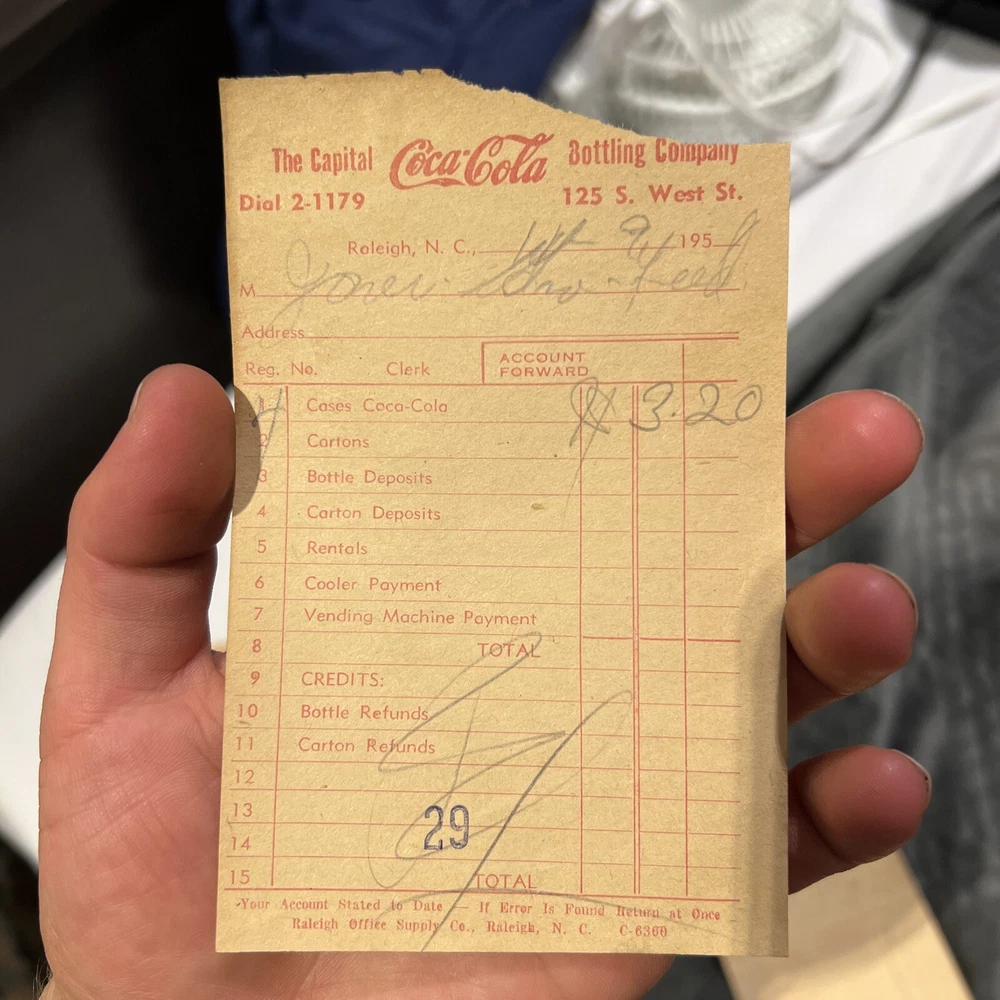 The Capital Coca-Cola Bottling Company
Dial 2-1179 125 S. West St.
Raleigh, N. C., 195
M
Address
Reg. No. Clerk ACCOUNT FORWARD
1 Cases Coca-Cola 3.20
2 Cartons
3 Bottle Deposits
4 Carton Deposits
5 Rentals
6 Cooler Payment
7 Vending Machine Payment
8 TOTAL
9 CREDITS:
10 Bottle Refunds
11 Carton Refunds
12
13
29
14
15 TOTAL
-Your Account Stated to Date — If Error Is Found Return at Once
Raleigh Office Supply Co., Raleigh, N. C. C-6360